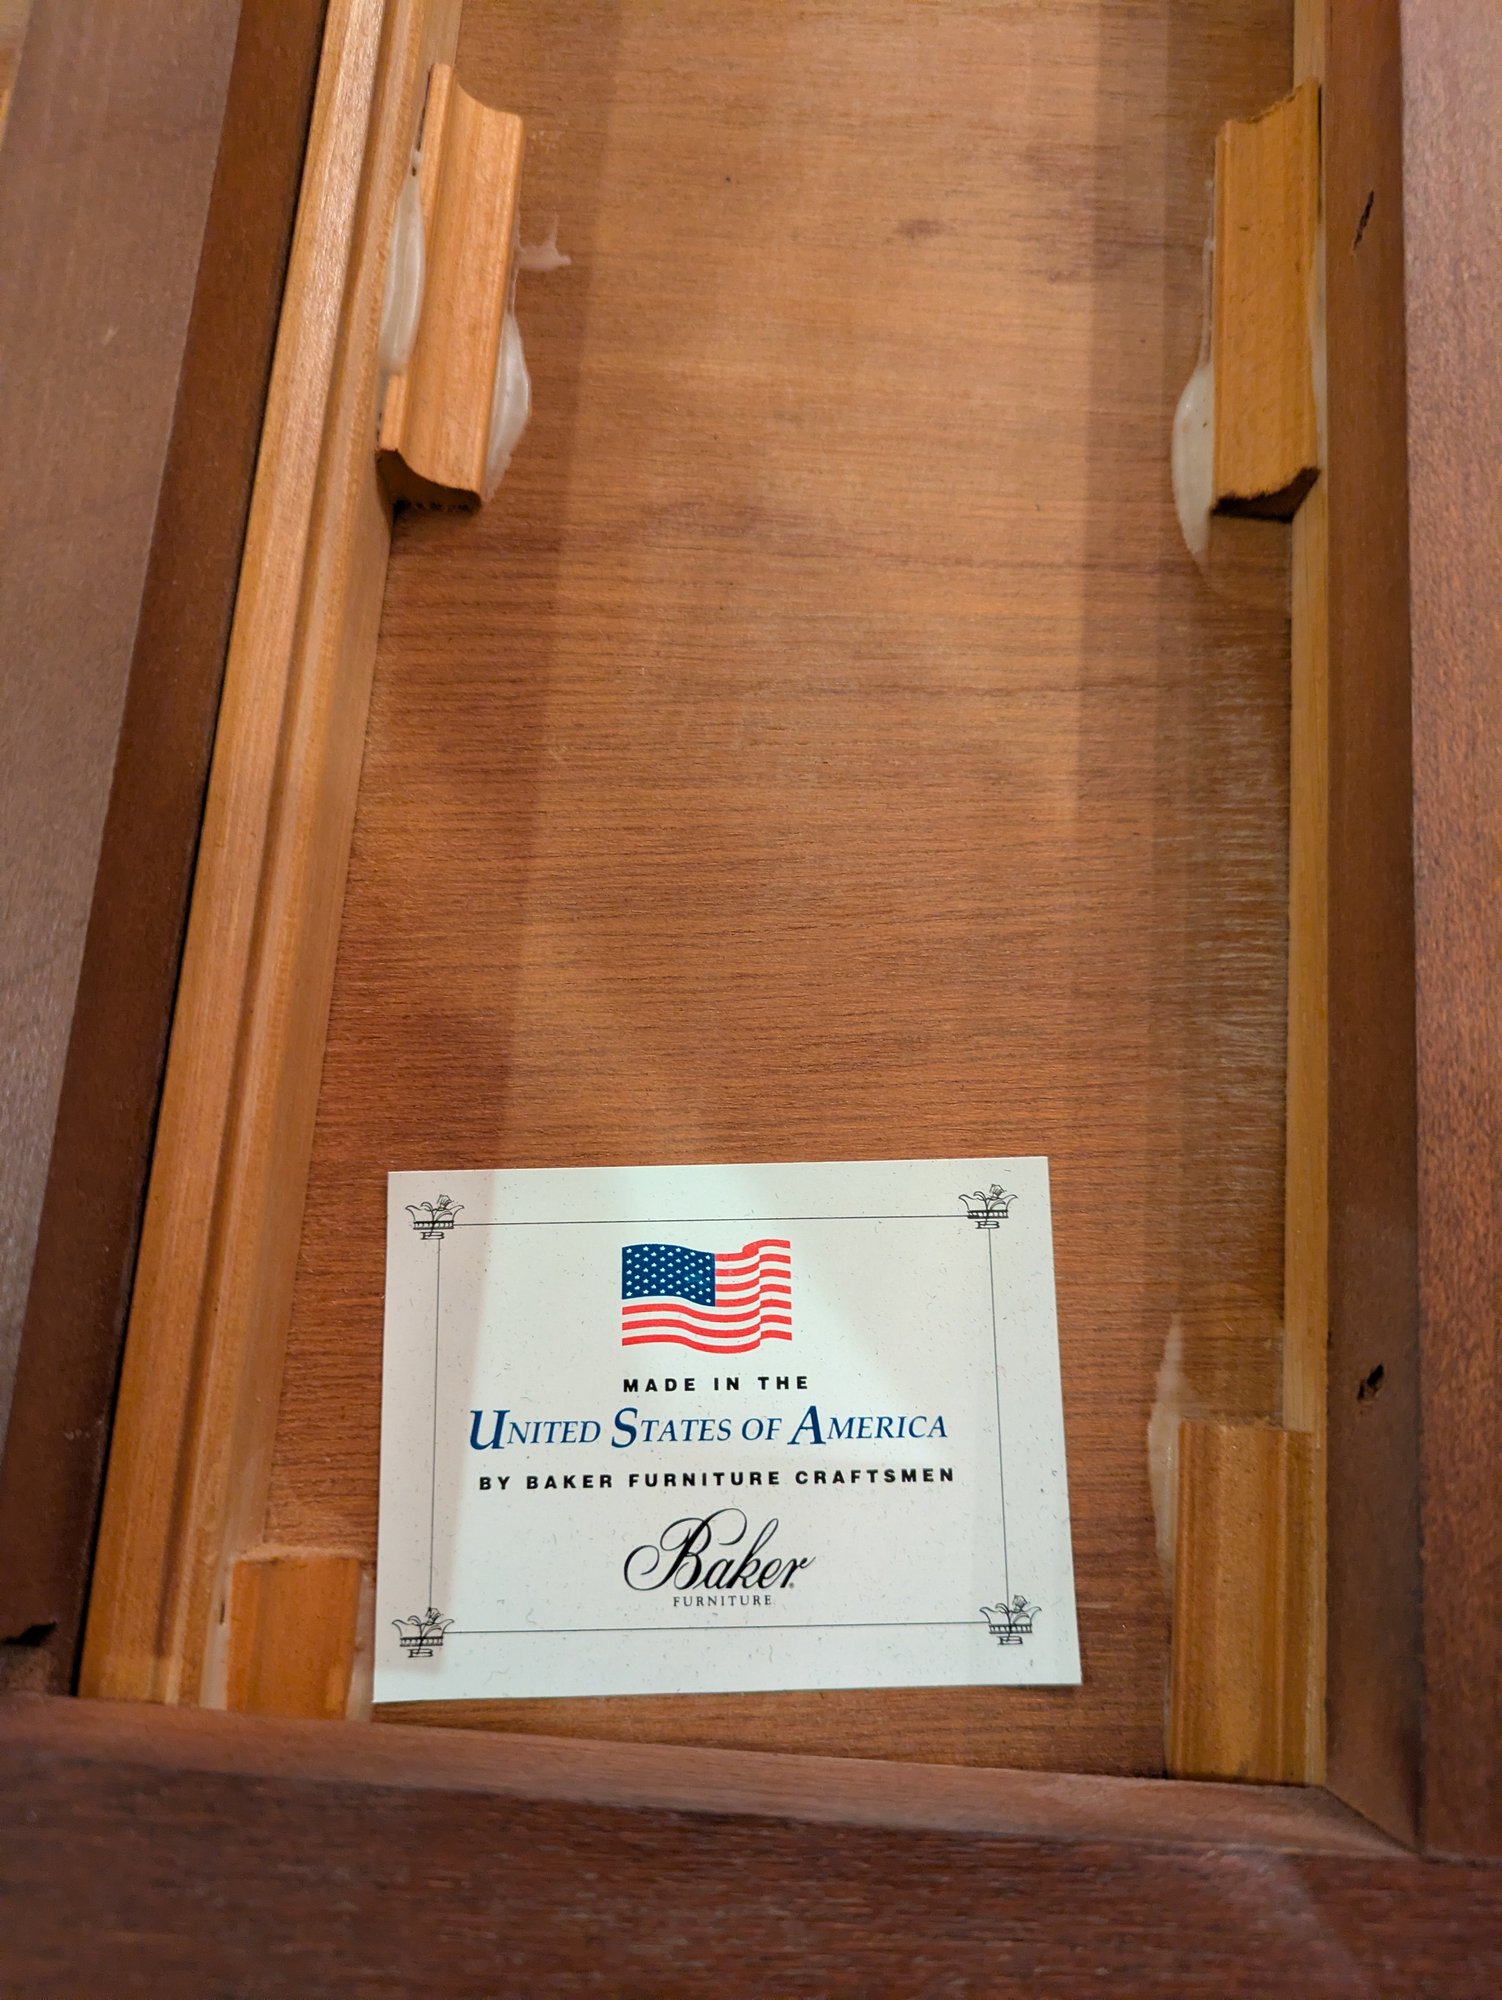 MADE IN THE
UNITED STATES OF AMERICA
BY BAKER FURNITURE CRAFTSMEN
Baker
FURNITURE